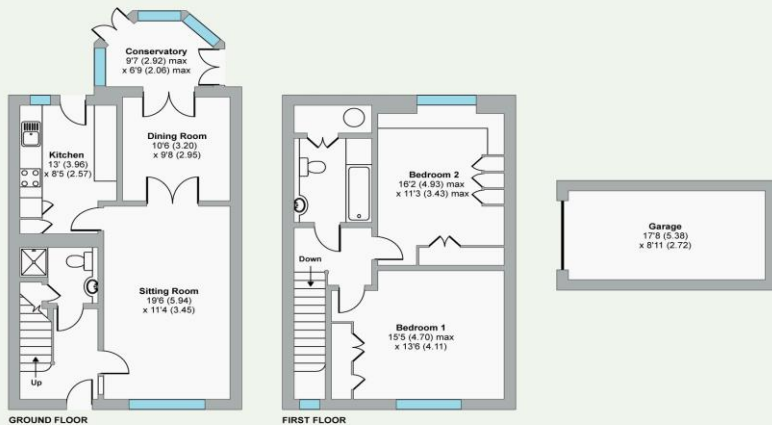 Conservatory
9'7 (2.92) max
x 6'9 (2.06) max
Dining Room
10'6 (3.20)
x 9'8 (2.95)
Kitchen
13' (3.96)
x 8'5 (2.57)
Sitting Room
19'6 (5.94)
x 11'4 (3.45)
Up
GROUND FLOOR
Bedroom 2
16'2 (4.93) max
x 11'3 (3.43) max
Down
Bedroom 1
15'5 (4.70) max
x 13'6 (4.11)
FIRST FLOOR
Garage
17'8 (5.38)
x 8'11 (2.72)